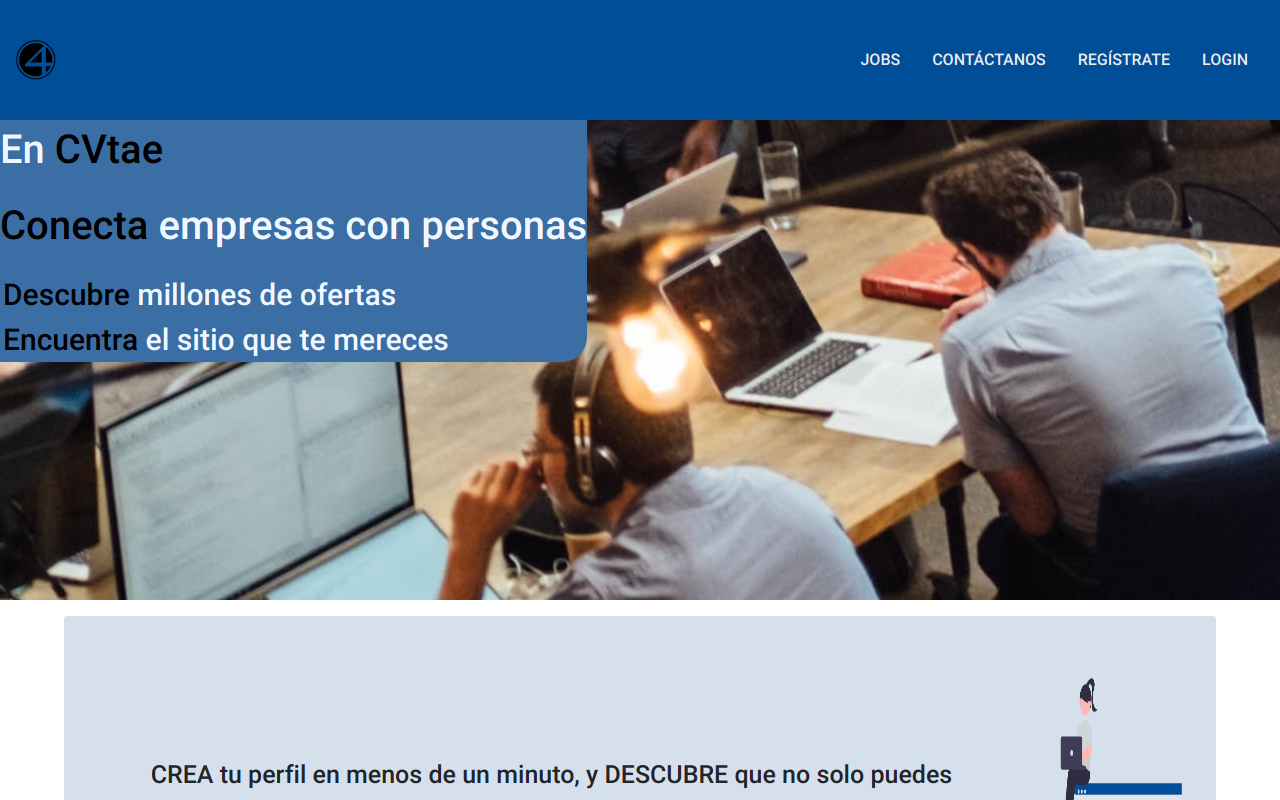 4
JOBS CONTÁCTANOS REGÍSTRATE LOGIN
En CVtae
Conecta empresas con personas
Descubre millones de ofertas
Encuentra el sitio que te mereces
CREA tu perfil en menos de un minuto, y DESCUBRE que no solo puedes